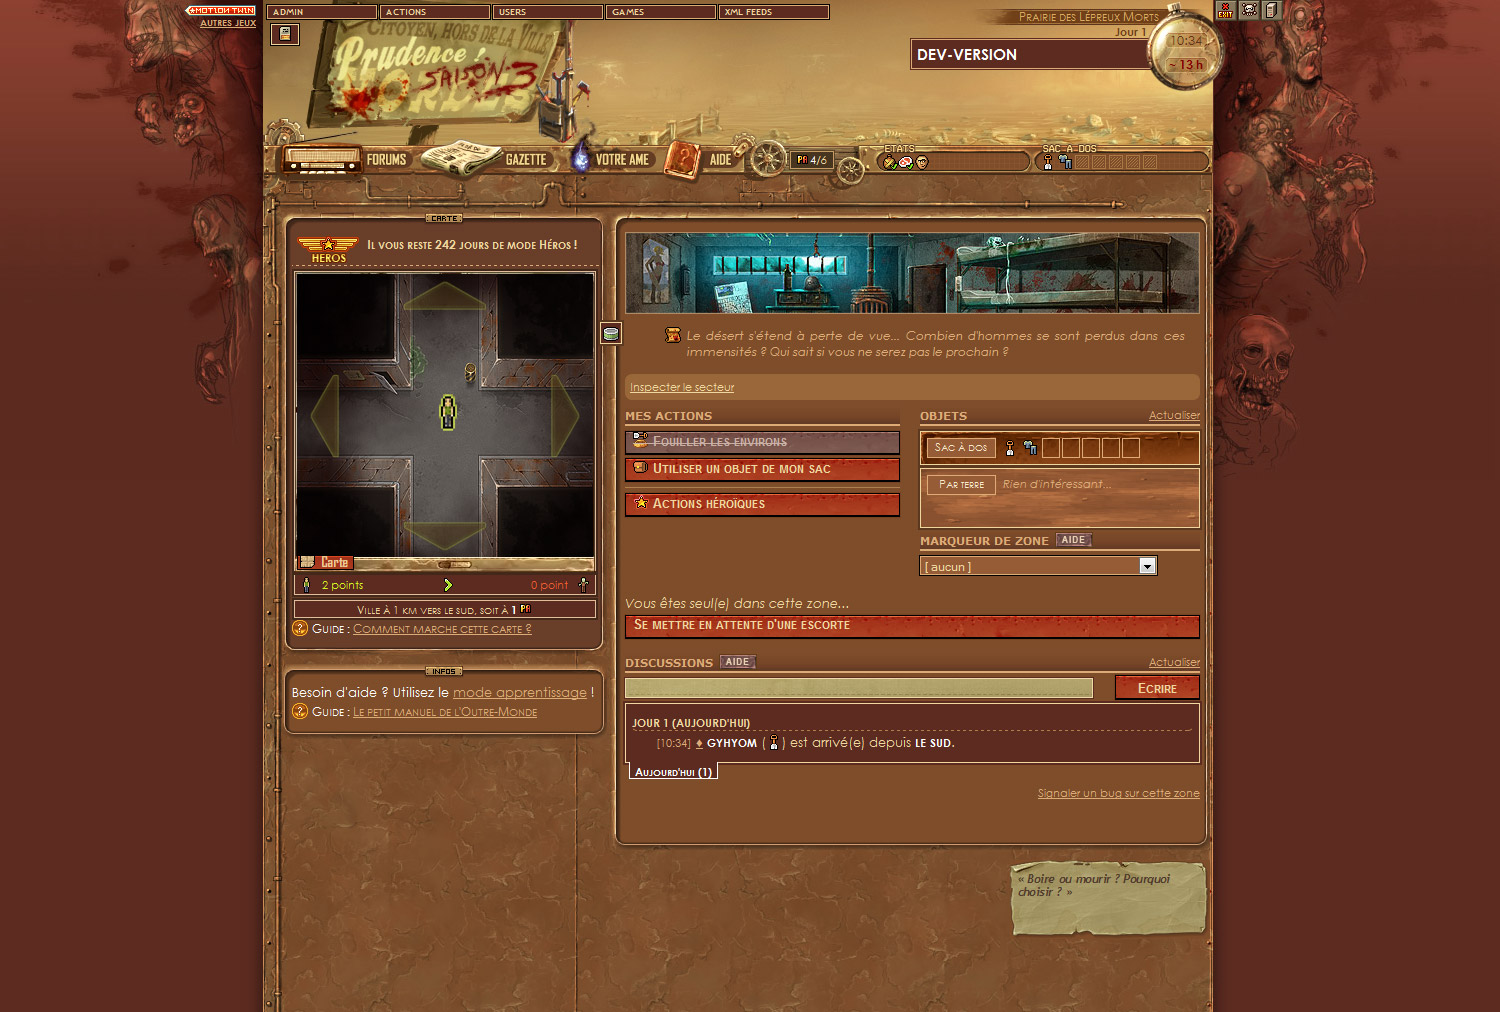 MOTION TWIN
AUTRES JEUX
ADMIN
ACTIONS
USERS
GAMES
XML FEEDS
EXIT
Citoyen, hors de la Ville
Prudence !
SAISON 3
Prairie des Lépreux Morts
Jour 1
DEV-VERSION
10:34
~ 13 h
FORUMS
GAZETTE
VOTRE AME
AIDE
PA 4/6
ETATS
SAC A DOS
CARTE
Il vous reste 242 jours de mode Héros !
HEROS
Carte
2 points
0 point
Ville à 1 km vers le sud, soit à 1 PA
Guide : Comment marche cette carte ?
INFOS
Besoin d'aide ? Utilisez le mode apprentissage !
Guide : Le petit manuel de l'Outre-Monde
Le désert s'étend à perte de vue... Combien d'hommes se sont perdus dans ces
immensités ? Qui sait si vous ne serez pas le prochain ?
Inspecter le secteur
MES ACTIONS
Fouiller les environs
Utiliser un objet de mon sac
Actions héroïques
OBJETS
Actualiser
Sac à dos
Par terre
Rien d'intéressant...
MARQUEUR DE ZONE
AIDE
[ aucun ]
Vous êtes seul(e) dans cette zone...
Se mettre en attente d'une escorte
DISCUSSIONS
AIDE
Actualiser
Ecrire
JOUR 1 (AUJOURD'HUI)
[10:34] GYHYOM ( ) est arrivé(e) depuis LE SUD.
Aujourd'hui (1)
Signaler un bug sur cette zone
« Boire ou mourir ? Pourquoi
choisir ? »